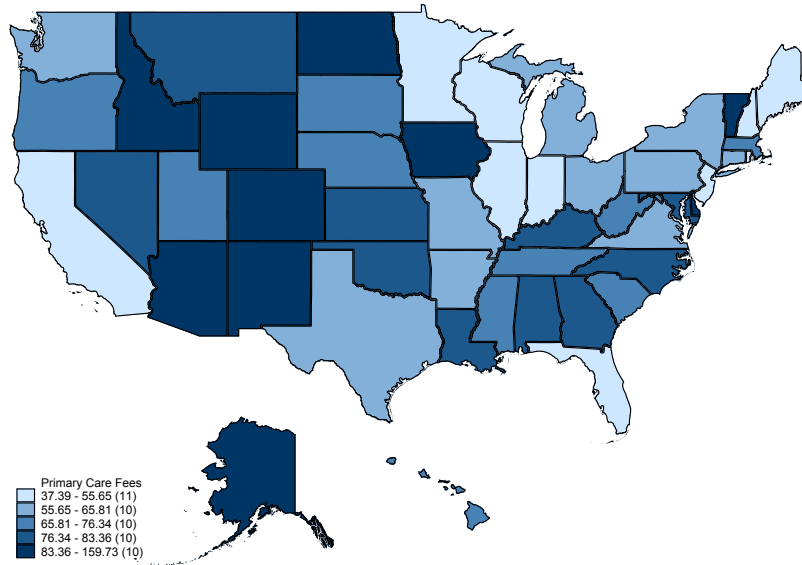 Primary Care Fees
37.39 - 55.65 (11)
55.65 - 65.81 (10)
65.81 - 76.34 (10)
76.34 - 83.36 (10)
83.36 - 159.73 (10)